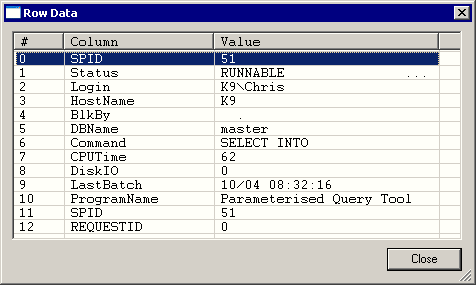 Row Data
# Column Value
0 SPID 51
1 Status RUNNABLE ...
2 Login K9\Chris
3 HostName K9
4 BlkBy .
5 DBName master
6 Command SELECT INTO
7 CPUTime 62
8 DiskIO 0
9 LastBatch 10/04 08:32:16
10 ProgramName Parameterised Query Tool
11 SPID 51
12 REQUESTID 0
Close